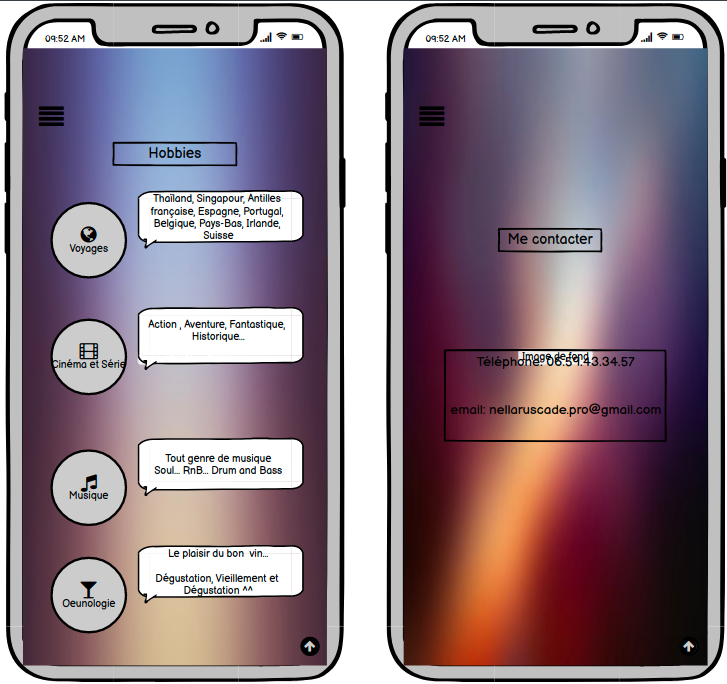 09:52 AM
Hobbies
Voyages
Thaïland, Singapour, Antilles
française, Espagne, Portugal,
Belgique, Pays-Bas, Irlande,
Suisse
Cinéma et Série
Action , Aventure, Fantastique,
Historique...
Musique
Tout genre de musique
Soul... RnB... Drum and Bass
Oeunologie
Le plaisir du bon vin...
Dégustation, Vieillement et
Dégustation ^^
09:52 AM
Me contacter
Image de fond
Téléphone: 06.59.43.34.57
email: nellaruscade.pro@gmail.com